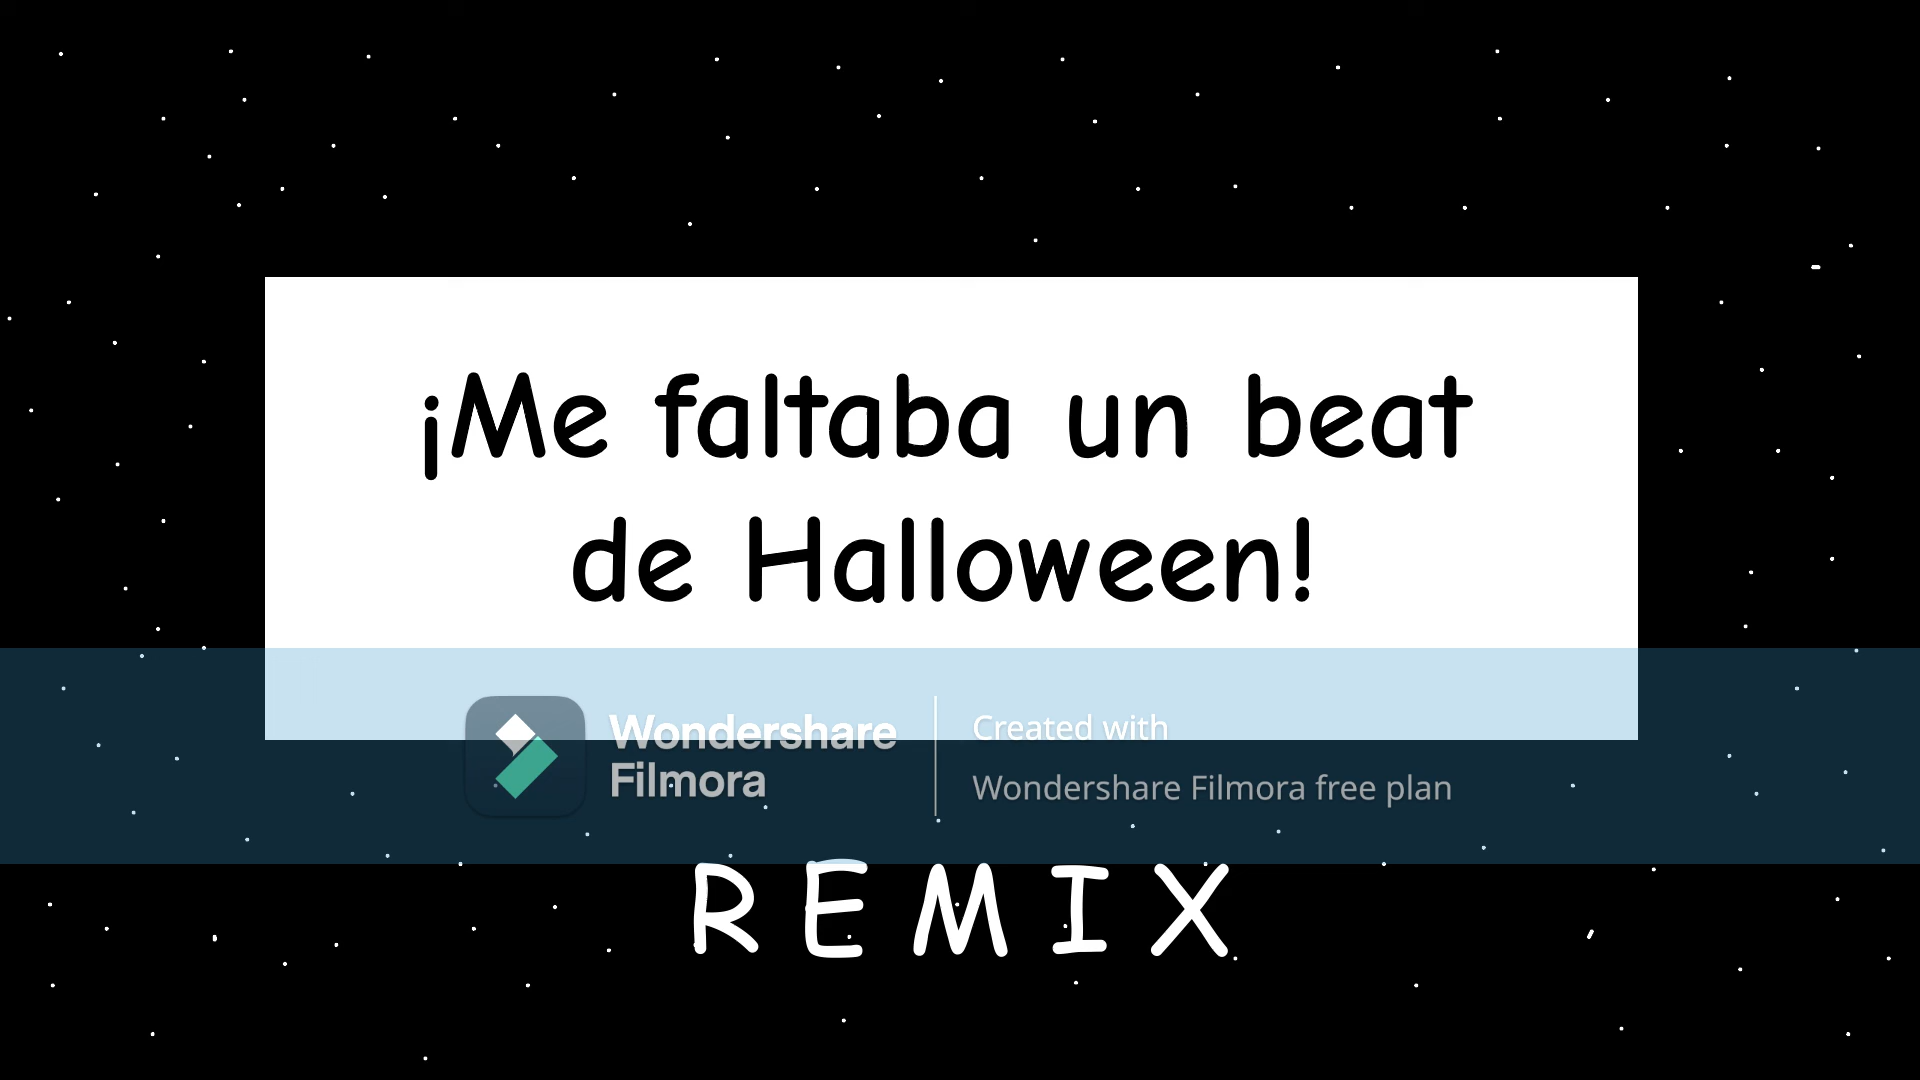 ¡Me faltaba un beat
de Halloween!
Wondershare
Filmora
Created with
Wondershare Filmora free plan
REMIX